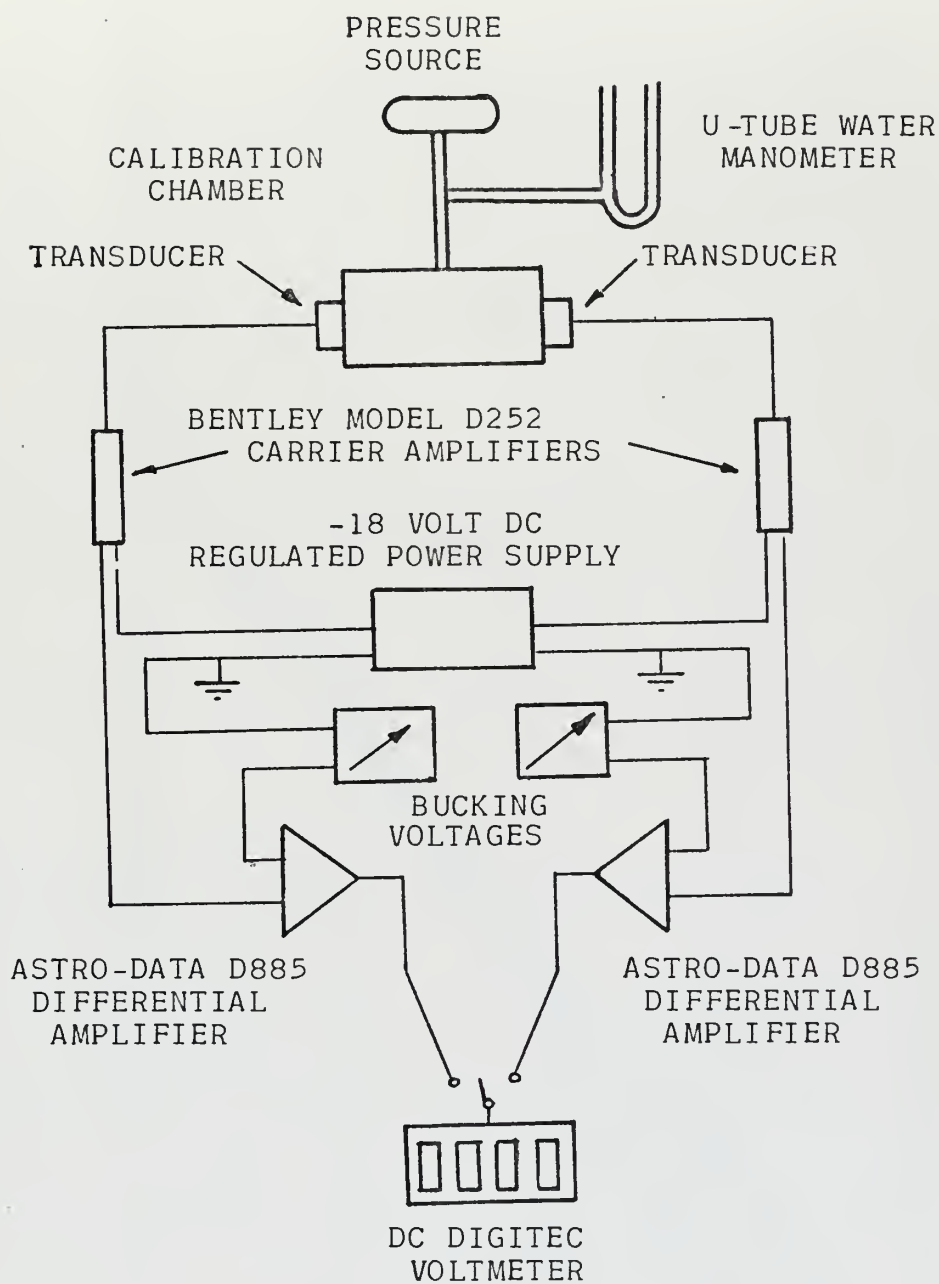 PRESSURE
SOURCE
U-TUBE WATER
MANOMETER
CALIBRATION
CHAMBER
TRANSDUCER
TRANSDUCER
BENTLEY MODEL D252
CARRIER AMPLIFIERS
-18 VOLT DC
REGULATED POWER SUPPLY
BUCKING
VOLTAGES
ASTRO-DATA D885
DIFFERENTIAL
AMPLIFIER
ASTRO-DATA D885
DIFFERENTIAL
AMPLIFIER
DC DIGITEC
VOLTMETER